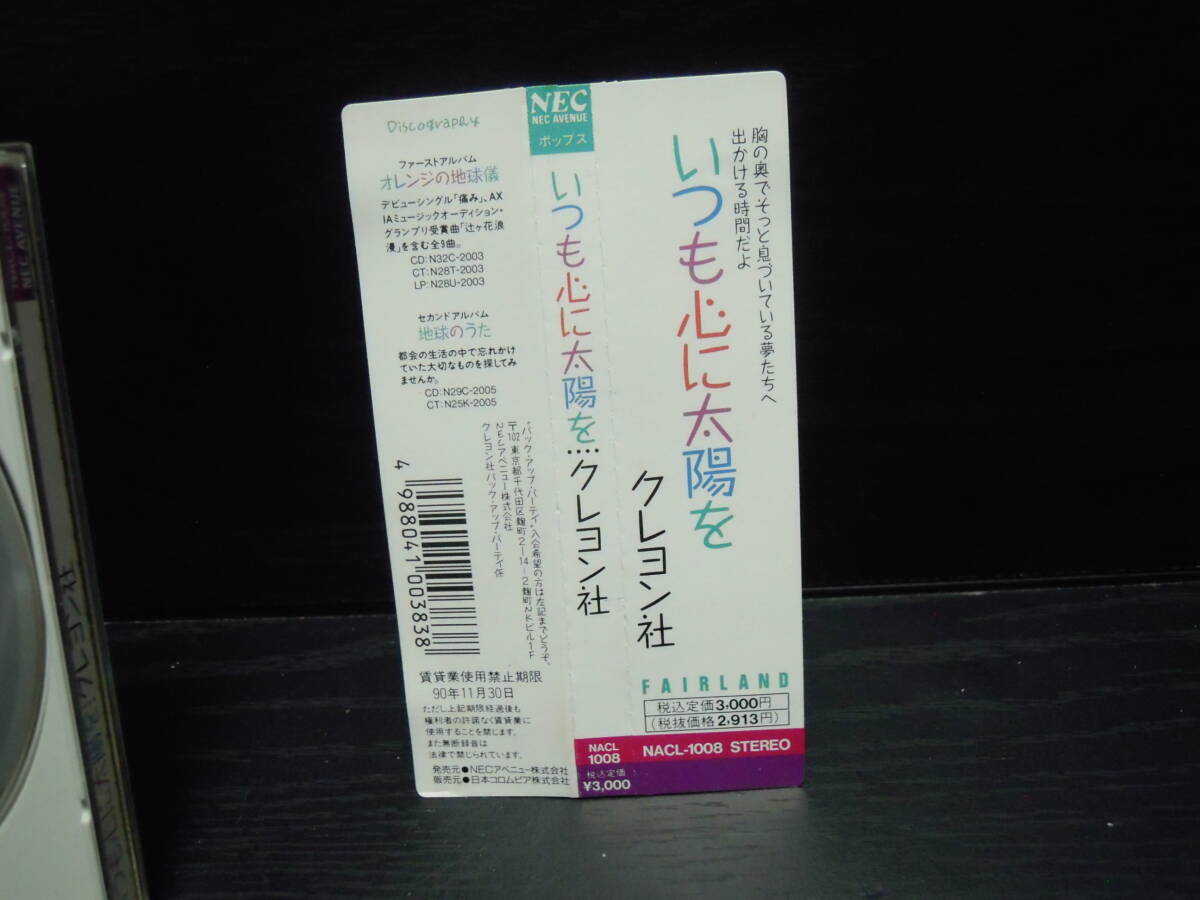 Discography
ファーストアルバム
オレンジの地球儀
デビューシングル「痛み」、AX
IAミュージックオーディション・
グランプリ受賞曲「辻ヶ花浪
漫」を含む全9曲。
CD:N32C-2003
CT:N28T-2003
LP:N28U-2003
セカンドアルバム
地球のうた
都会の生活の中で忘れかけ
ていた大切なものを探してみ
ませんか。
CD:N29C-2005
CT:N25K-2005
"バック・アップ・パーティ"入会希望の方は左記までどうぞ。
〒102 東京都千代田区麹町2-14-2麹町NKビル1F
NECアベニュー株式会社
クレヨン社バック・アップ・パーティ係
4 988041 003838
賃貸業使用禁止期限
90年11月30日
ただし上記期限経過後も
権利者の許諾なく賃貸業に
使用することを禁じます。
また無断録音は
法律で禁じられています。
発売元●NECアベニュー株式会社
販売元●日本コロムビア株式会社
NEC
NEC AVENUE
ポップス
いつも心に太陽を‥‥クレヨン社
NACL
1008
税込定価
¥3,000
胸の奥でそっと息づいている夢たちへ
出かける時間だよ
いつも心に太陽を
クレヨン社
FAIRLAND
税込定価3,000円
(税抜価格2,913円)
NACL-1008 STEREO
NEC AVENUE